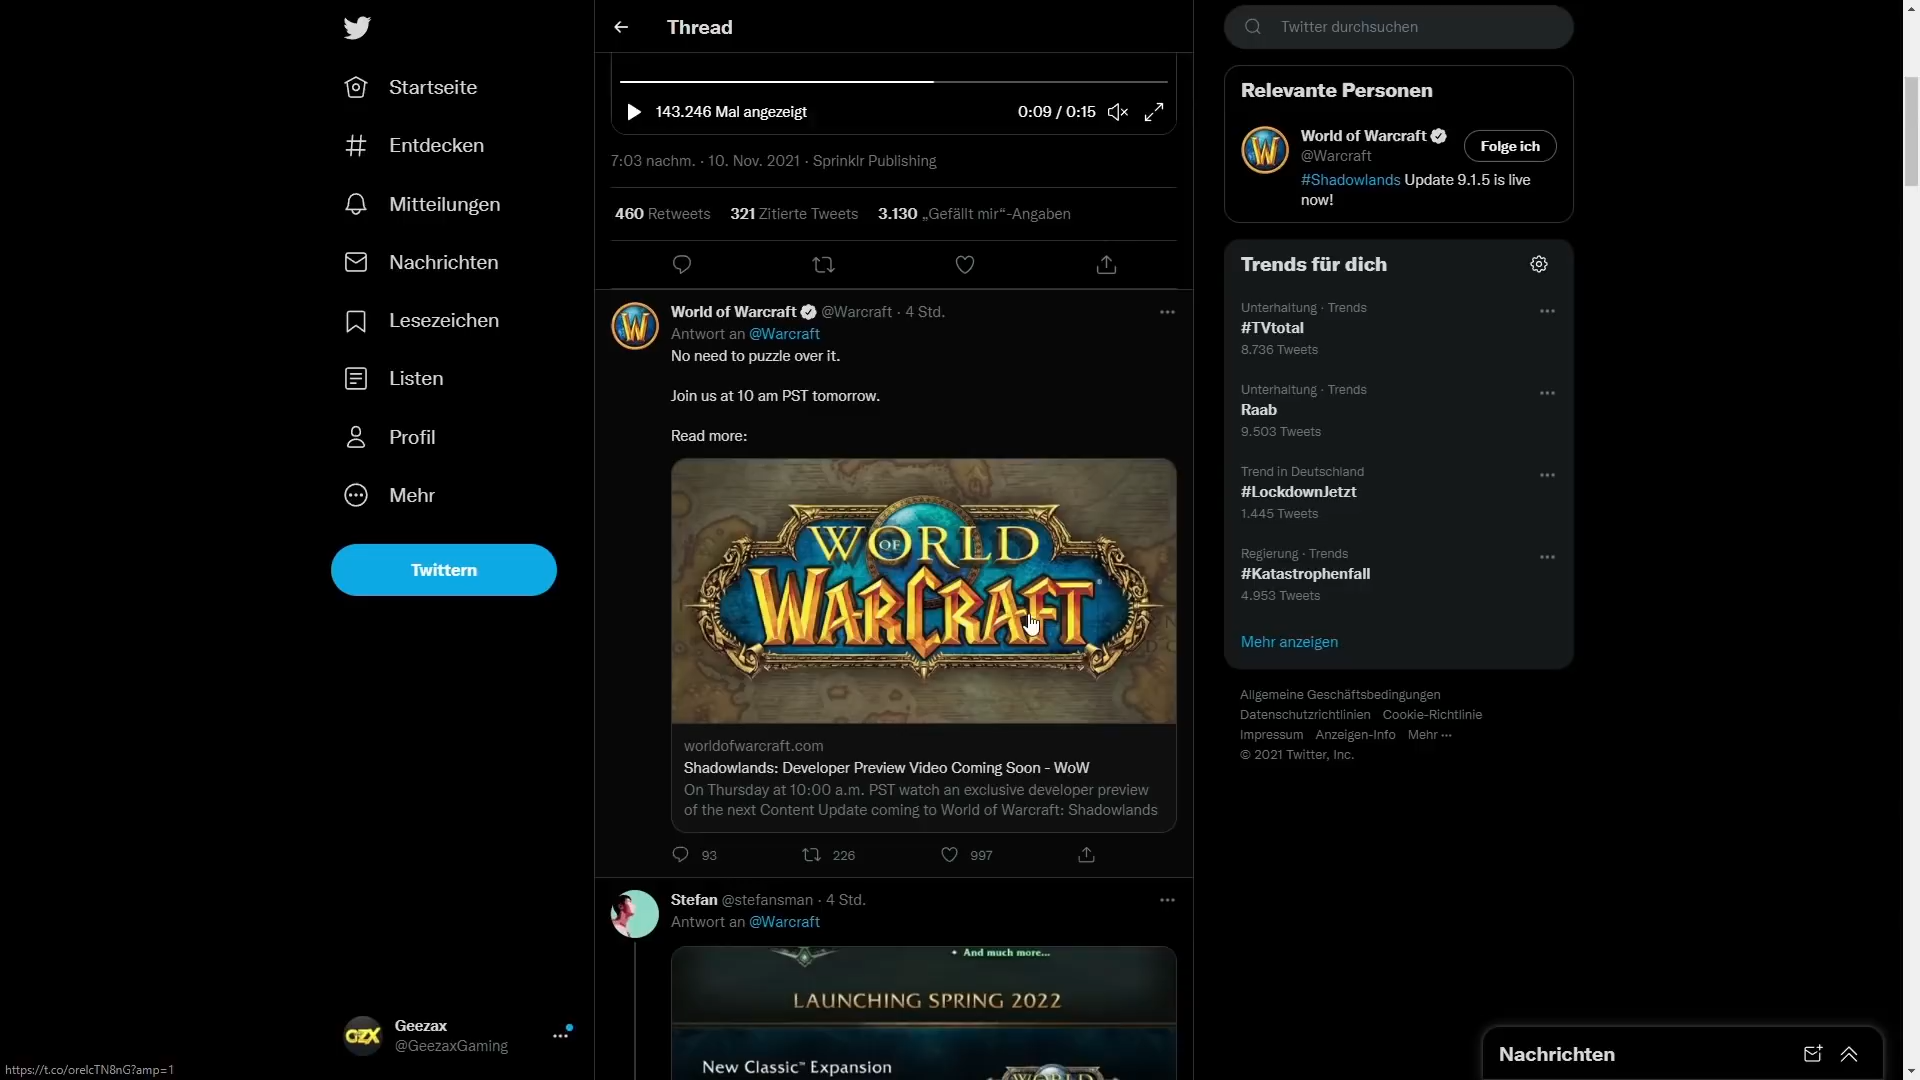 Startseite
Entdecken
Mitteilungen
Nachrichten
Lesezeichen
Listen
Profil
Mehr
Twittern
GZX
Geezax
@GeezaxGaming
https://t.co/orelcTN8nG?amp=1
Thread
143.246 Mal angezeigt
0:09 / 0:15
7:03 nachm. · 10. Nov. 2021 · Sprinklr Publishing
460 Retweets 321 Zitierte Tweets 3.130 „Gefällt mir“-Angaben
World of Warcraft @Warcraft · 4 Std.
Antwort an @Warcraft
No need to puzzle over it.
Join us at 10 am PST tomorrow.
Read more:
WORLD
OF
WARCRAFT
worldofwarcraft.com
Shadowlands: Developer Preview Video Coming Soon - WoW
On Thursday at 10:00 a.m. PST watch an exclusive developer preview
of the next Content Update coming to World of Warcraft: Shadowlands
93 226 997
Stefan @stefansman · 4 Std.
Antwort an @Warcraft
And much more...
LAUNCHING SPRING 2022
New Classic™ Expansion
WORLD
Twitter durchsuchen
Relevante Personen
World of Warcraft
@Warcraft
Folge ich
#Shadowlands Update 9.1.5 is live
now!
Trends für dich
Unterhaltung · Trends
#TVtotal
8.736 Tweets
Unterhaltung · Trends
Raab
9.503 Tweets
Trend in Deutschland
#LockdownJetzt
1.445 Tweets
Regierung · Trends
#Katastrophenfall
4.953 Tweets
Mehr anzeigen
Allgemeine Geschäftsbedingungen
Datenschutzrichtlinien Cookie-Richtlinie
Impressum Anzeigen-Info Mehr ···
© 2021 Twitter, Inc.
Nachrichten